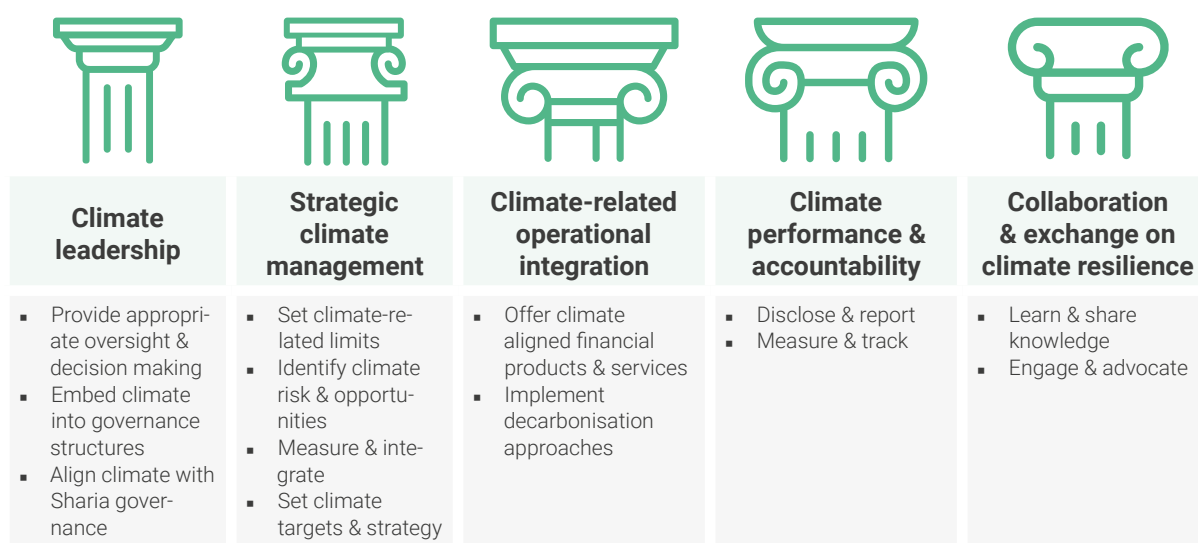 Climate
leadership
▪ Provide appropri-
ate oversight &
decision making
▪ Embed climate
into governance
structures
▪ Align climate with
Sharia gover-
nance
Strategic
climate
management
▪ Set climate-re-
lated limits
▪ Identify climate
risk & opportu-
nities
▪ Measure & inte-
grate
▪ Set climate
targets & strategy
Climate-related
operational
integration
▪ Offer climate
aligned financial
products & services
▪ Implement
decarbonisation
approaches
Climate
performance &
accountability
▪ Disclose & report
▪ Measure & track
Collaboration
& exchange on
climate resilience
▪ Learn & share
knowledge
▪ Engage & advocate